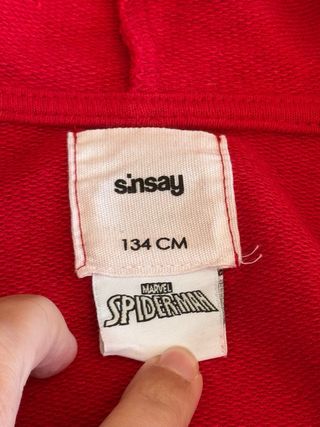 sinsay
134 CM
MARVEL
SPIDER-MAN